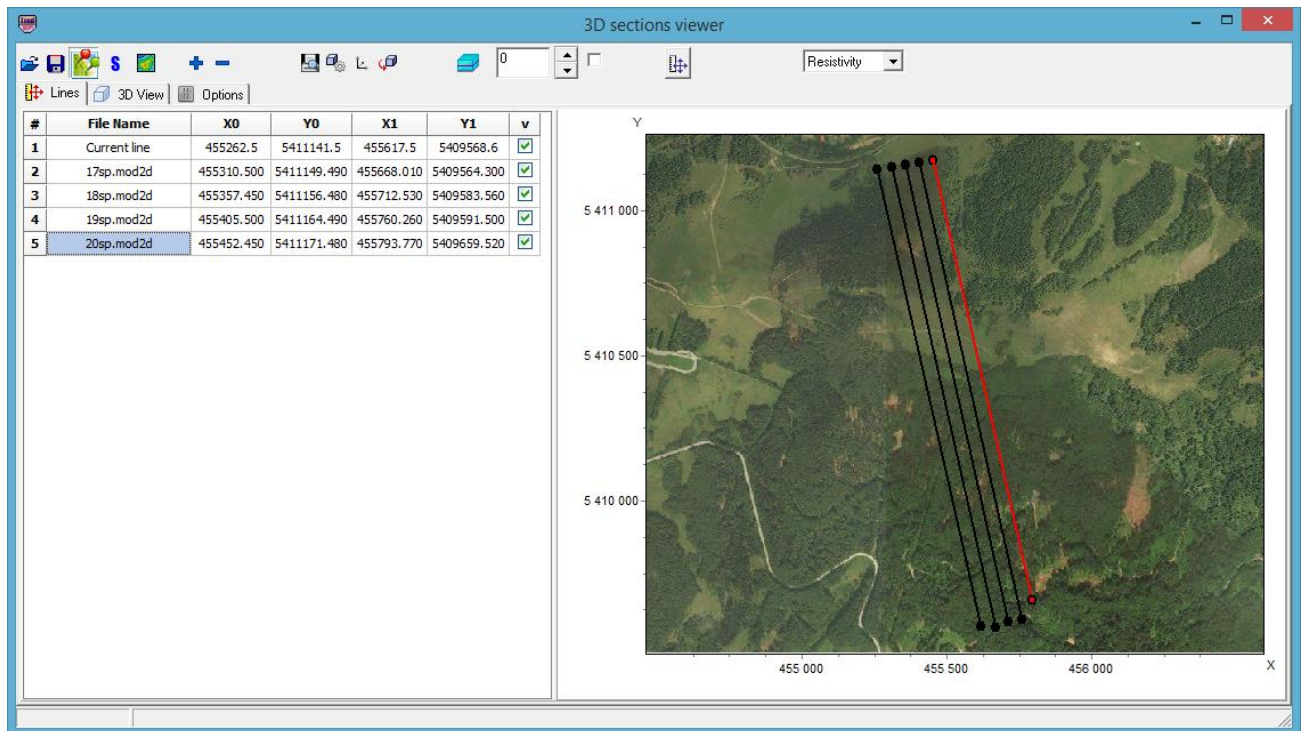 3D sections viewer
S 0 Resistivity
Lines 3D View Options
# File Name X0 Y0 X1 Y1 v
1 Current line 455262.5 5411141.5 455617.5 5409568.6
2 17sp.mod2d 455310.500 5411149.490 455668.010 5409564.300
3 18sp.mod2d 455357.450 5411156.480 455712.530 5409583.560
4 19sp.mod2d 455405.500 5411164.490 455760.260 5409591.500
5 20sp.mod2d 455452.450 5411171.480 455793.770 5409659.520
Y
5 411 000
5 410 500
5 410 000
455 000 455 500 456 000 X